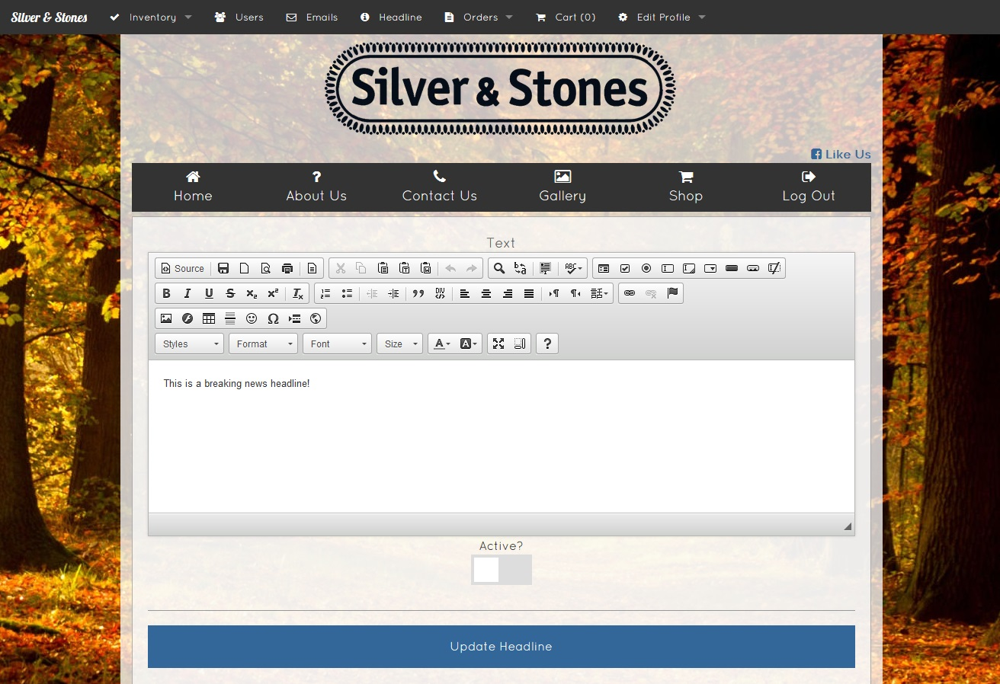 Silver & Stones Inventory Users Emails Headline Orders Cart (0) Edit Profile
Silver & Stones
Like Us
Home About Us Contact Us Gallery Shop Log Out
Text
Source
Styles Format Font Size
This is a breaking news headline!
Active?
Update Headline